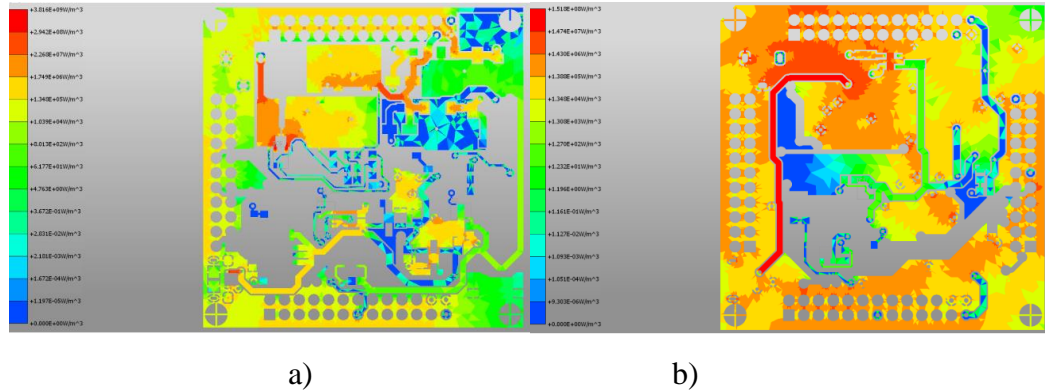 +3.816E+09W/m^3
+2.942E+08W/m^3
+2.268E+07W/m^3
+1.749E+06W/m^3
+1.348E+05W/m^3
+1.039E+04W/m^3
+8.013E+02W/m^3
+6.177E+01W/m^3
+4.763E+00W/m^3
+3.672E-01W/m^3
+2.831E-02W/m^3
+2.183E-03W/m^3
+1.672E-04W/m^3
+1.197E-05W/m^3
+0.000E+00W/m^3
+1.518E+08W/m^3
+1.474E+07W/m^3
+1.430E+06W/m^3
+1.388E+05W/m^3
+1.348E+04W/m^3
+1.308E+03W/m^3
+1.270E+02W/m^3
+1.232E+01W/m^3
+1.196E+00W/m^3
+1.161E-01W/m^3
+1.127E-02W/m^3
+1.093E-03W/m^3
+1.051E-04W/m^3
+9.303E-06W/m^3
+0.000E+00W/m^3
a) b)